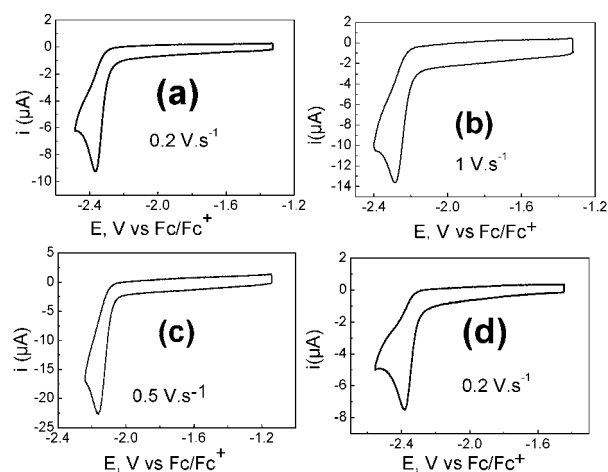 0
-2
-4
-6
-8
-10
i (µA)
(a)
0.2 V.s-1
-2.4 -2.0 -1.6 -1.2
E, V vs Fc/Fc+
2
0
-2
-4
-6
-8
-10
-12
-14
i(µA)
(b)
1 V.s-1
-2.4 -2.0 -1.6 -1.2
E, V vs Fc/Fc+
5
0
-5
-10
-15
-20
-25
i (µA)
(c)
0.5 V.s-1
-2.4 -2.0 -1.6 -1.2
E, V vs Fc/Fc+
2
0
-2
-4
-6
-8
i(µA)
(d)
0.2 V.s-1
-2.4 -2.0 -1.6
E, V vs Fc/Fc+